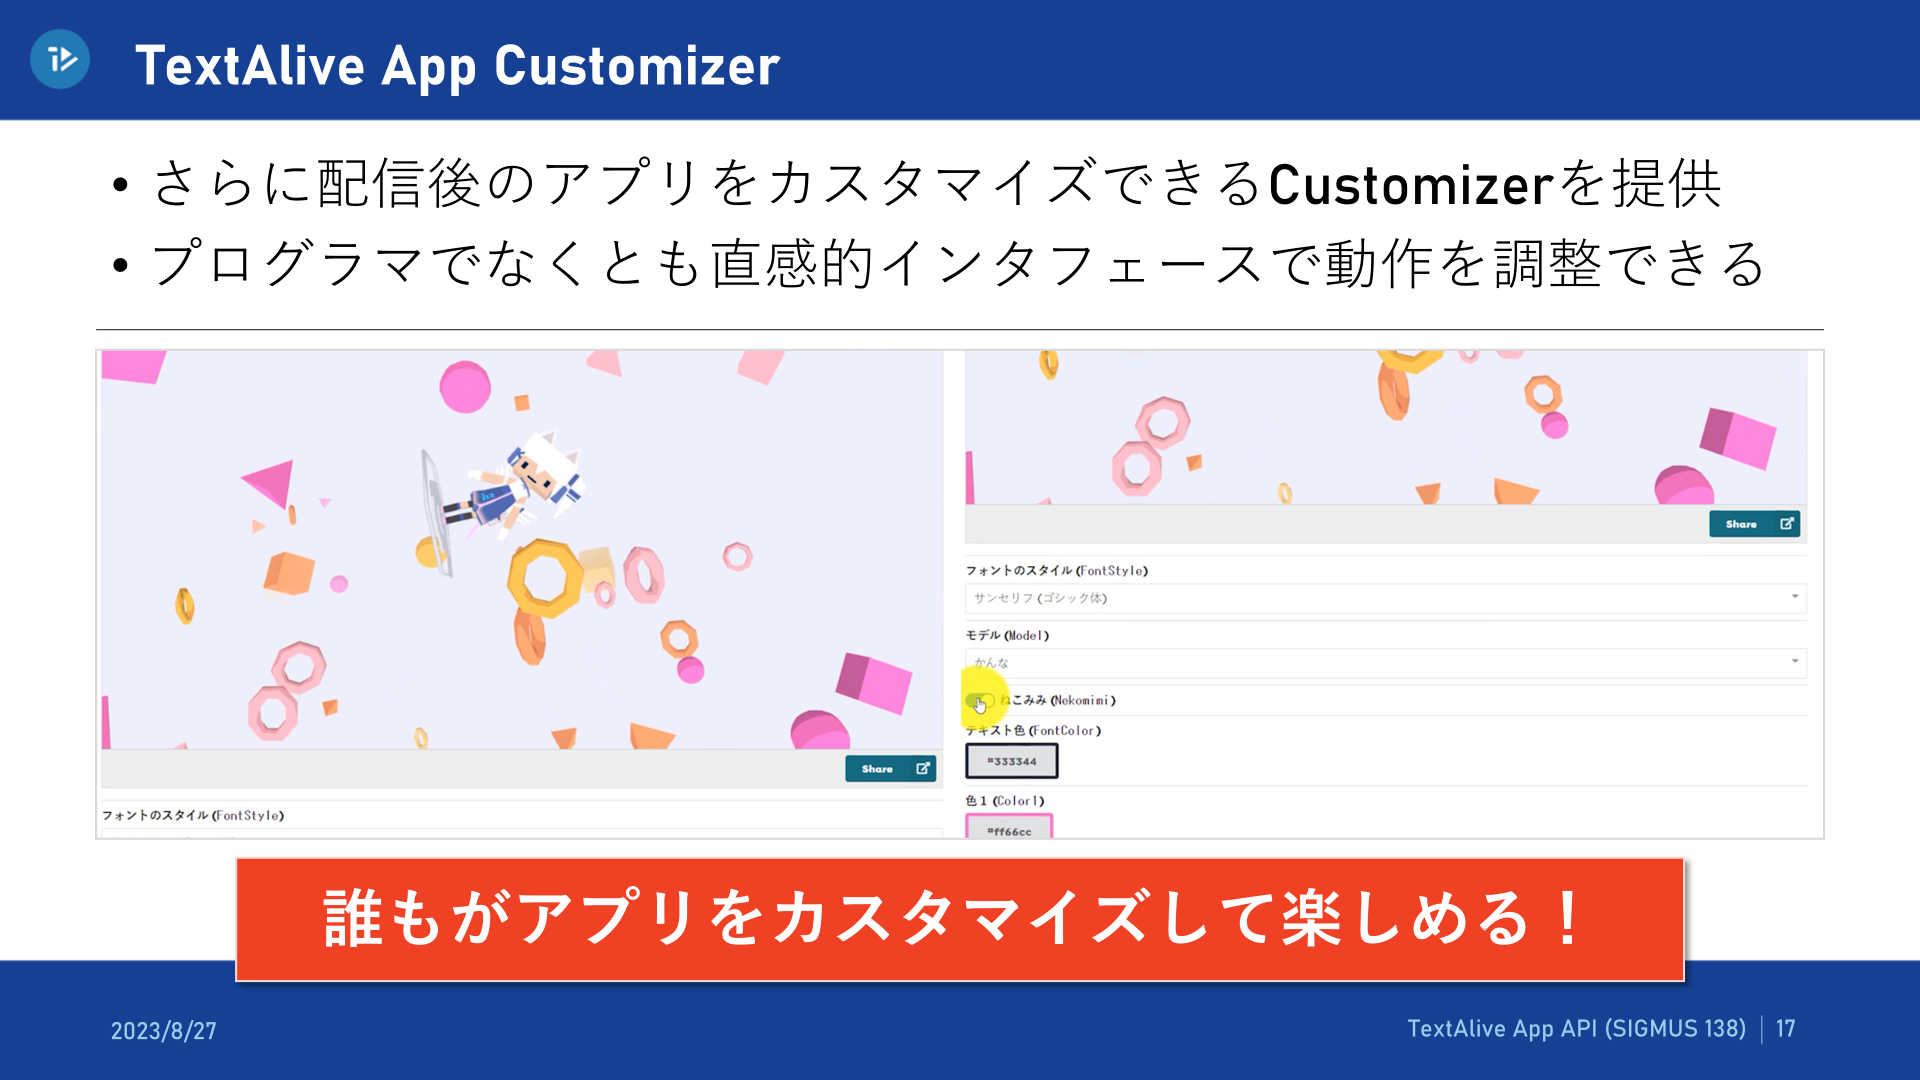 TextAlive App Customizer
• さらに配信後のアプリをカスタマイズできるCustomizerを提供
• プログラマでなくとも直感的インタフェースで動作を調整できる
Share
フォントのスタイル (FontStyle)
Share
フォントのスタイル (FontStyle)
サンセリフ (ゴシック体)
モデル (Model)
かんな
ねこみみ (Nekomimi)
テキスト色 (FontColor)
#333344
色1 (Color1)
#ff66cc
誰もがアプリをカスタマイズして楽しめる！
2023/8/27
TextAlive App API (SIGMUS 138) | 17